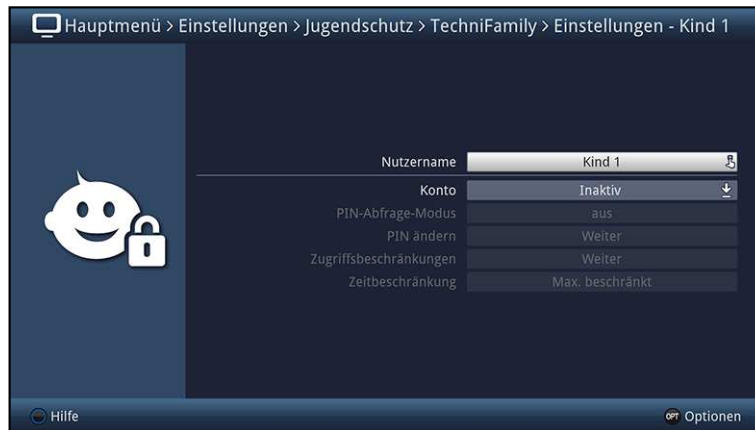 Hauptmenü > Einstellungen > Jugendschutz > TechniFamily > Einstellungen - Kind 1
Nutzername Kind 1
Konto Inaktiv
PIN-Abfrage-Modus aus
PIN ändern Weiter
Zugriffsbeschränkungen Weiter
Zeitbeschränkung Max. beschränkt
Hilfe OPT Optionen